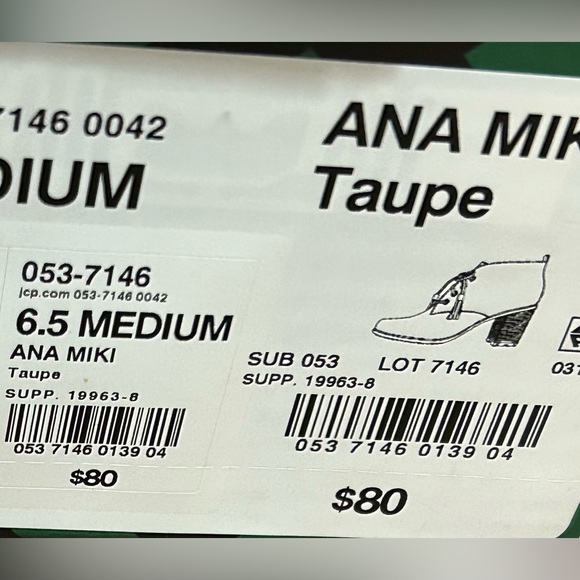 7146 0042
ANA MIK
DIUM
Taupe
053-7146
jcp.com 053-7146 0042
6.5 MEDIUM
ANA MIKI
Taupe
SUPP. 19963-8
053 7146 0139 04
$80
SUB 053 LOT 7146
031
SUPP. 19963-8
053 7146 0139 04
$80